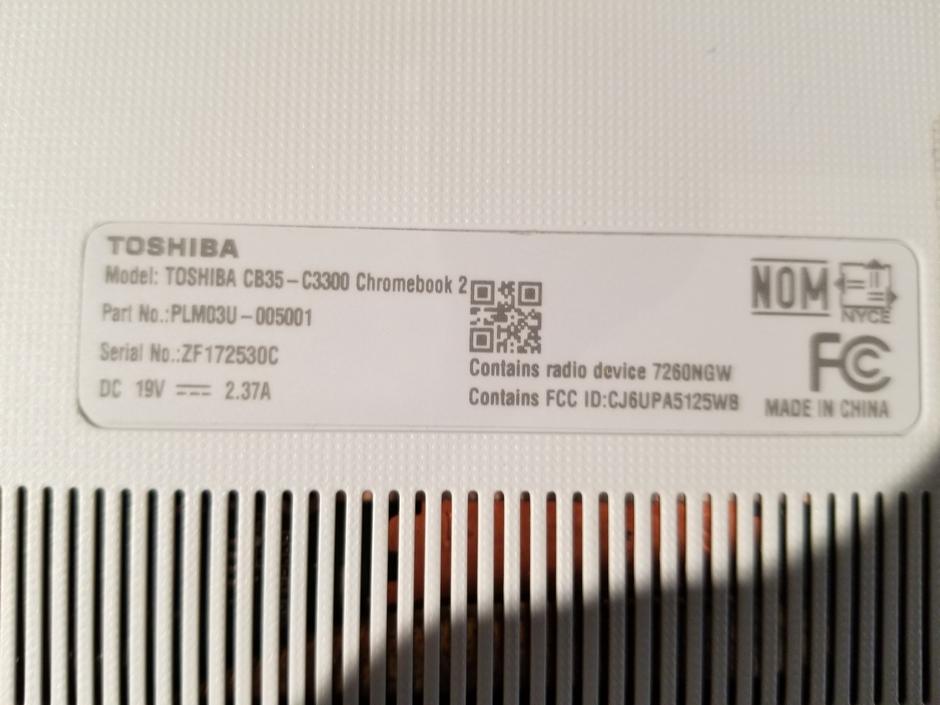 TOSHIBA
Model: TOSHIBA CB35-C3300 Chromebook 2
Part No.:PLM03U-005001
Serial No.:ZF172530C
DC 19V ⎓ 2.37A
Contains radio device 7260NGW
Contains FCC ID:CJ6UPA5125WB
NOM
NYCE
FC
MADE IN CHINA